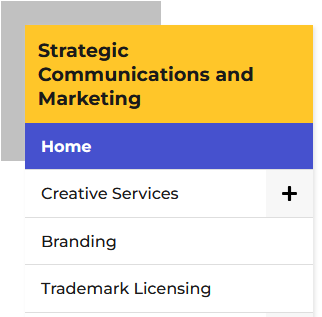 Strategic
Communications and
Marketing
Home
Creative Services +
Branding
Trademark Licensing